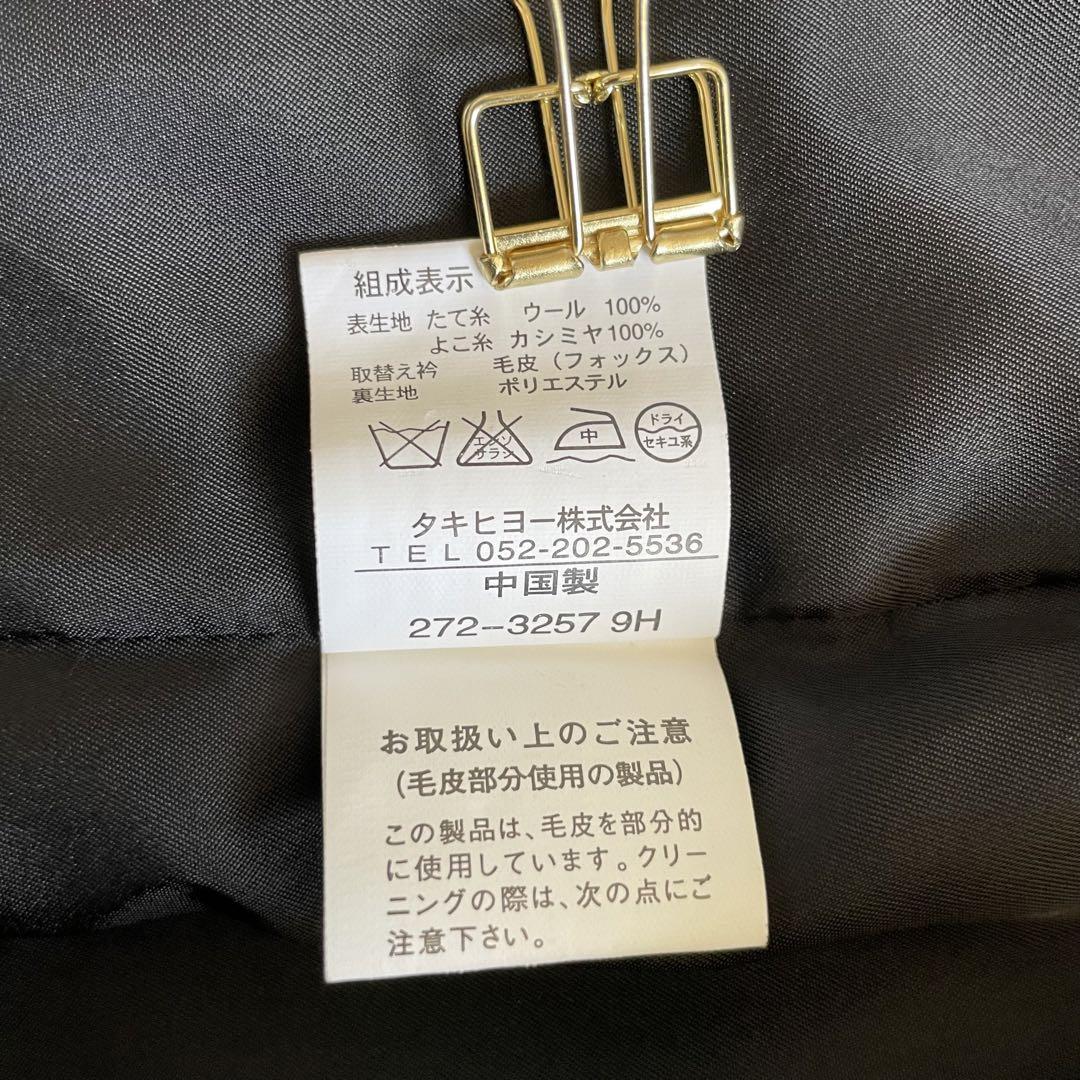 組成表示
表生地 たて糸 ウール 100%
よこ糸 カシミヤ100%
取替え衿 毛皮(フォックス)
裏生地 ポリエステル
エンソ サラシ
中
ドライ
セキユ系
タキヒヨー株式会社
TEL 052-202-5536
中国製
272-3257 9H
お取扱い上のご注意
(毛皮部分使用の製品)
この製品は、毛皮を部分的
に使用しています。クリー
ニングの際は、次の点にご
注意下さい。